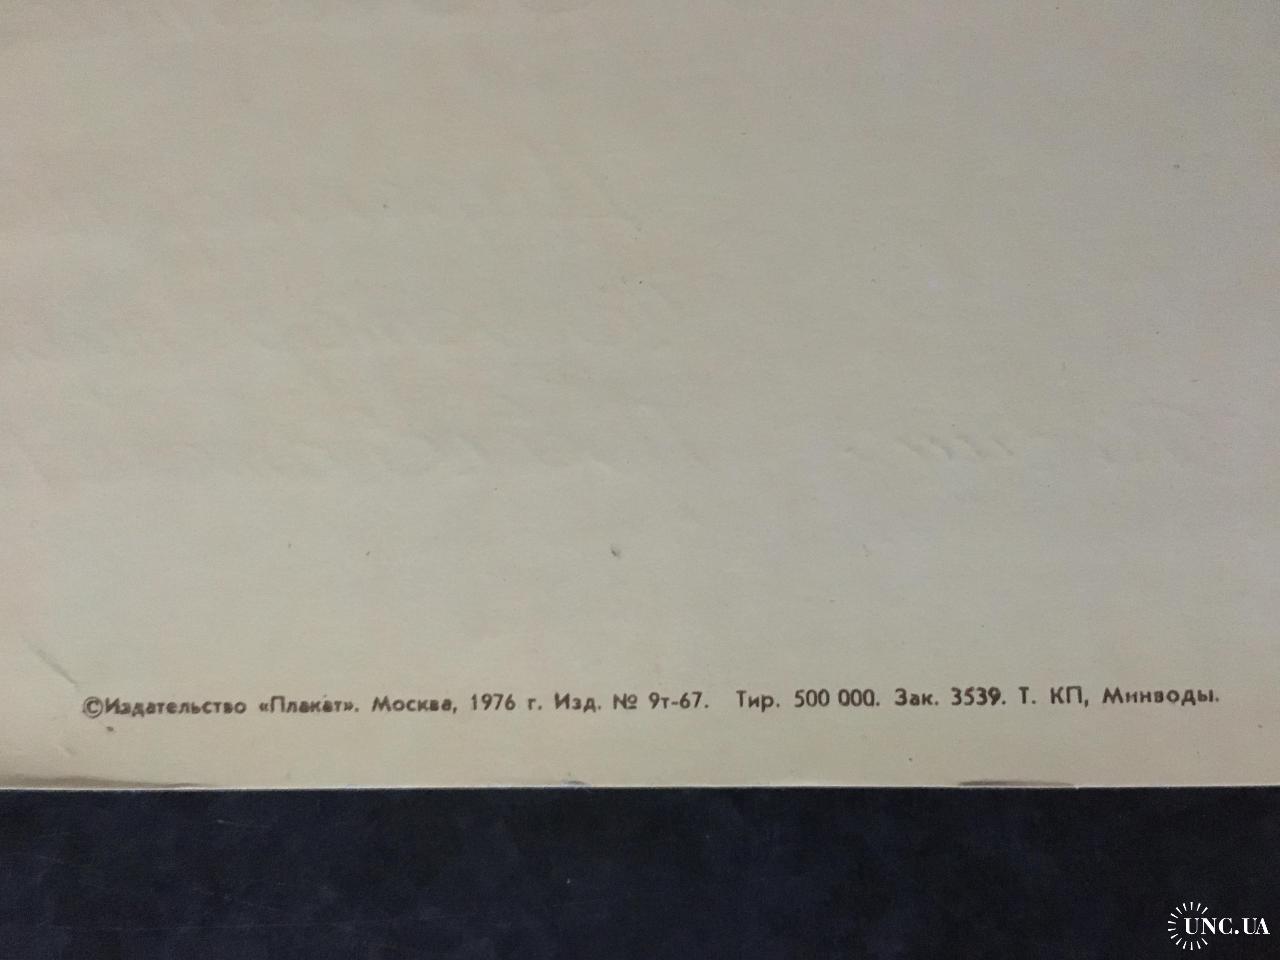 ©Издательство «Плакат». Москва, 1976 г. Изд. № 9т-67. Тир. 500 000. Зак. 3539. Т. КП, Минводы.
UNC.UA